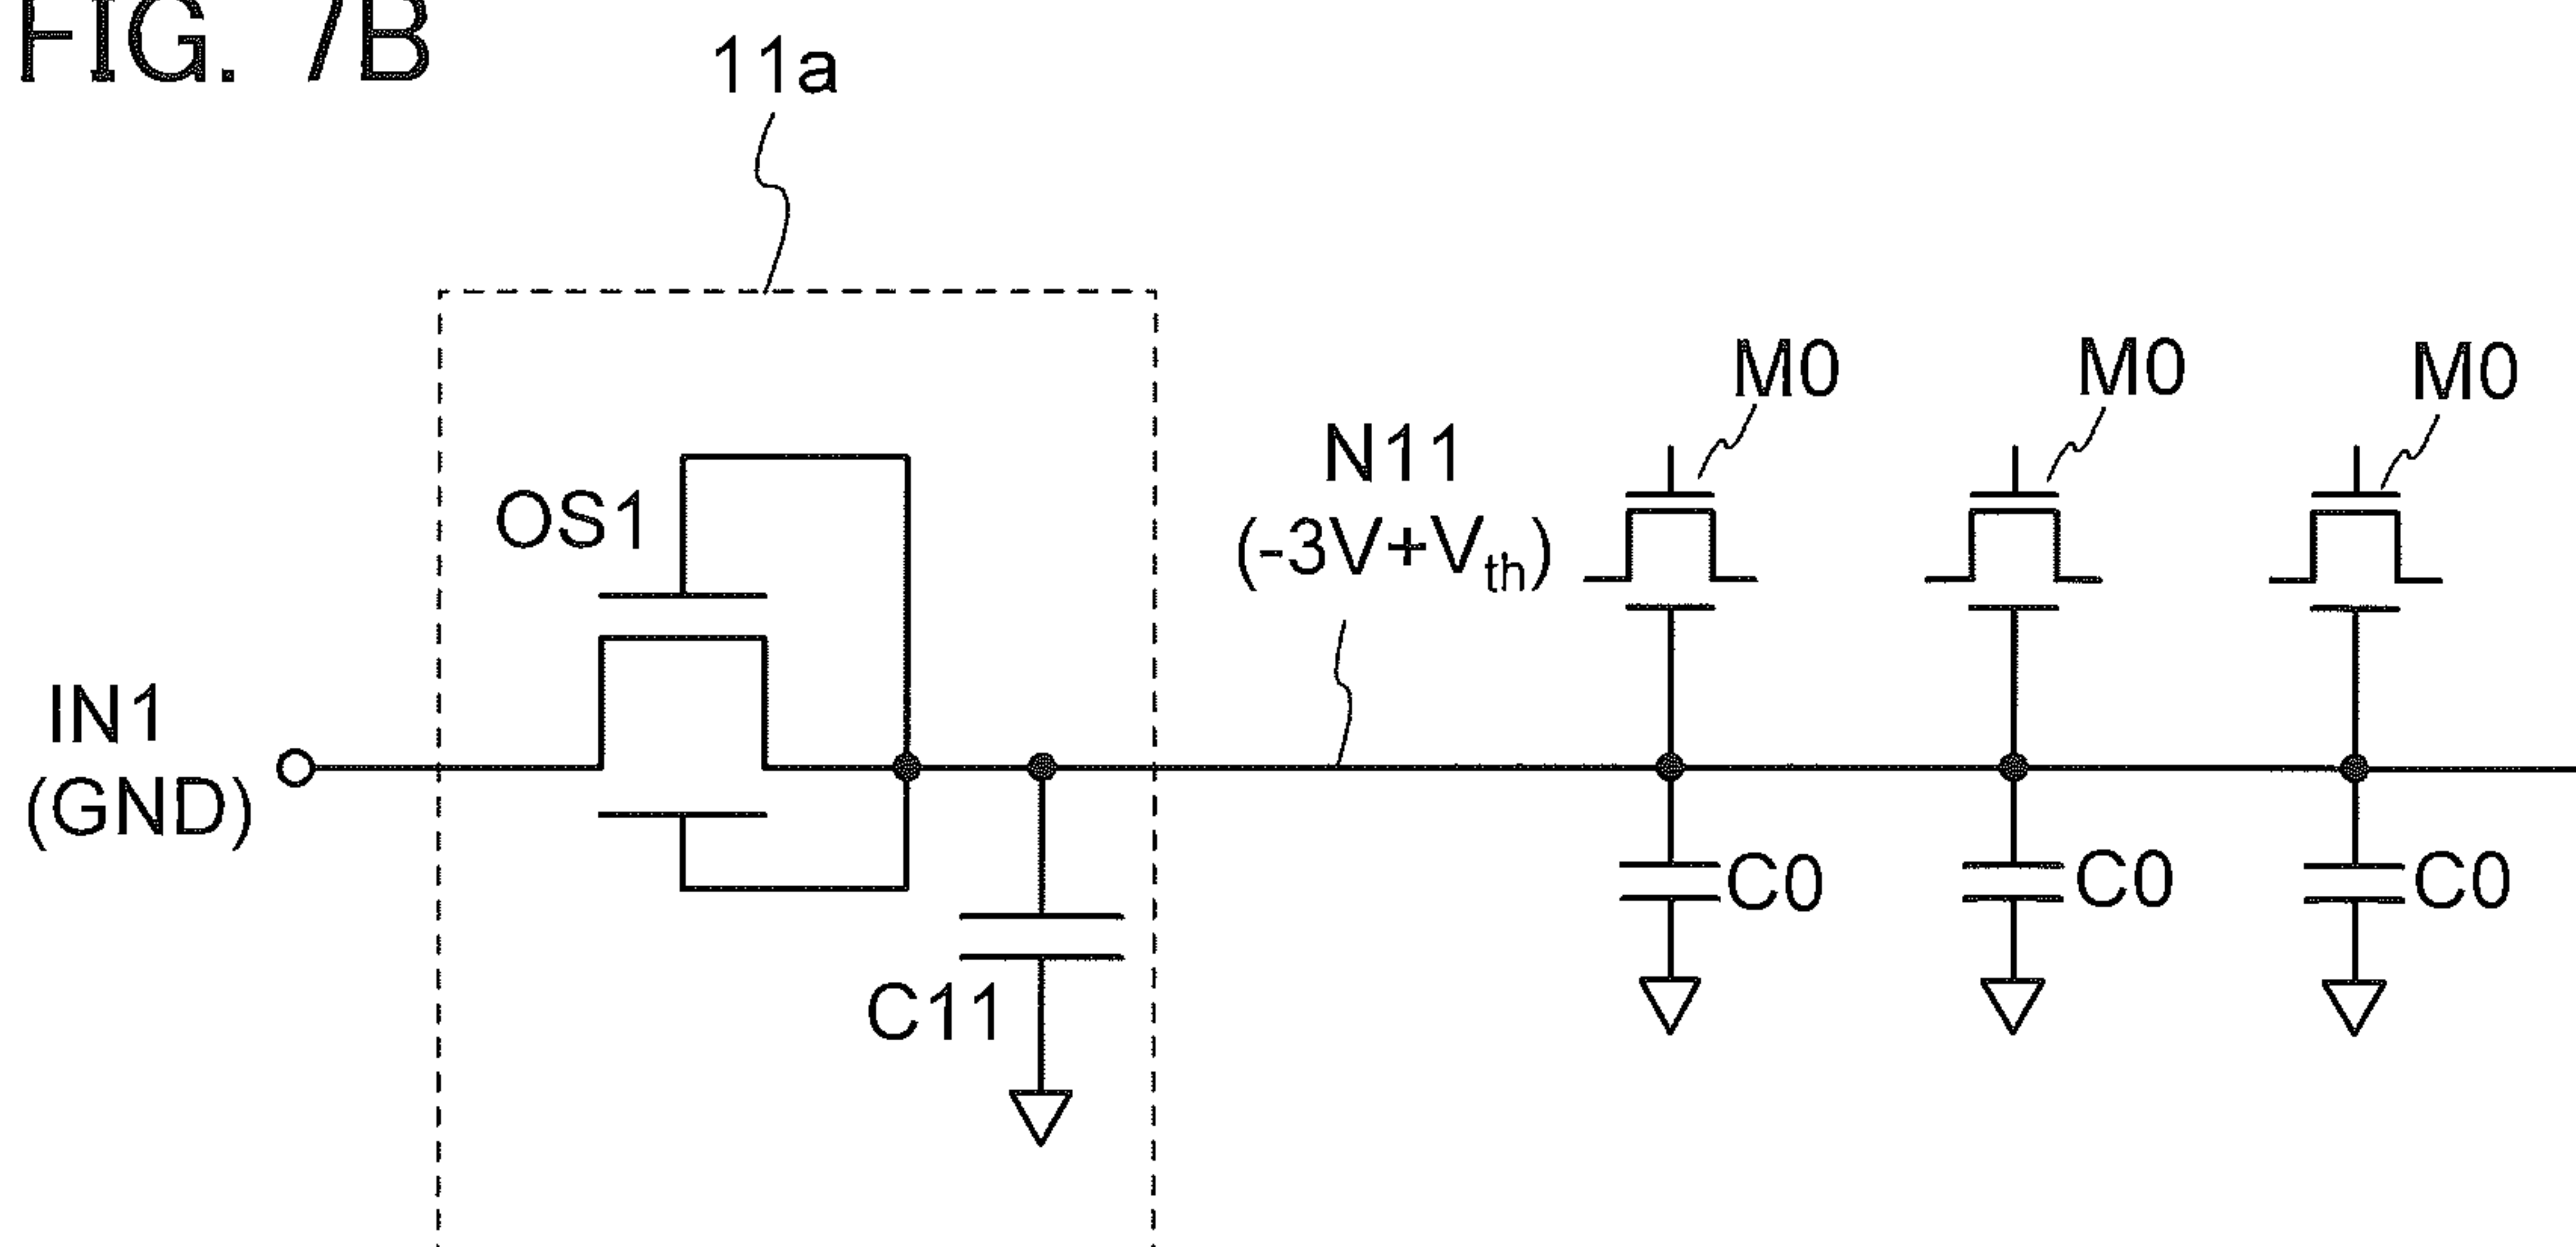 FIG. 7B
11a
M0
M0
M0
N11
(-3V+Vth)
OS1
IN1
(GND)
C0
C0
C0
C11